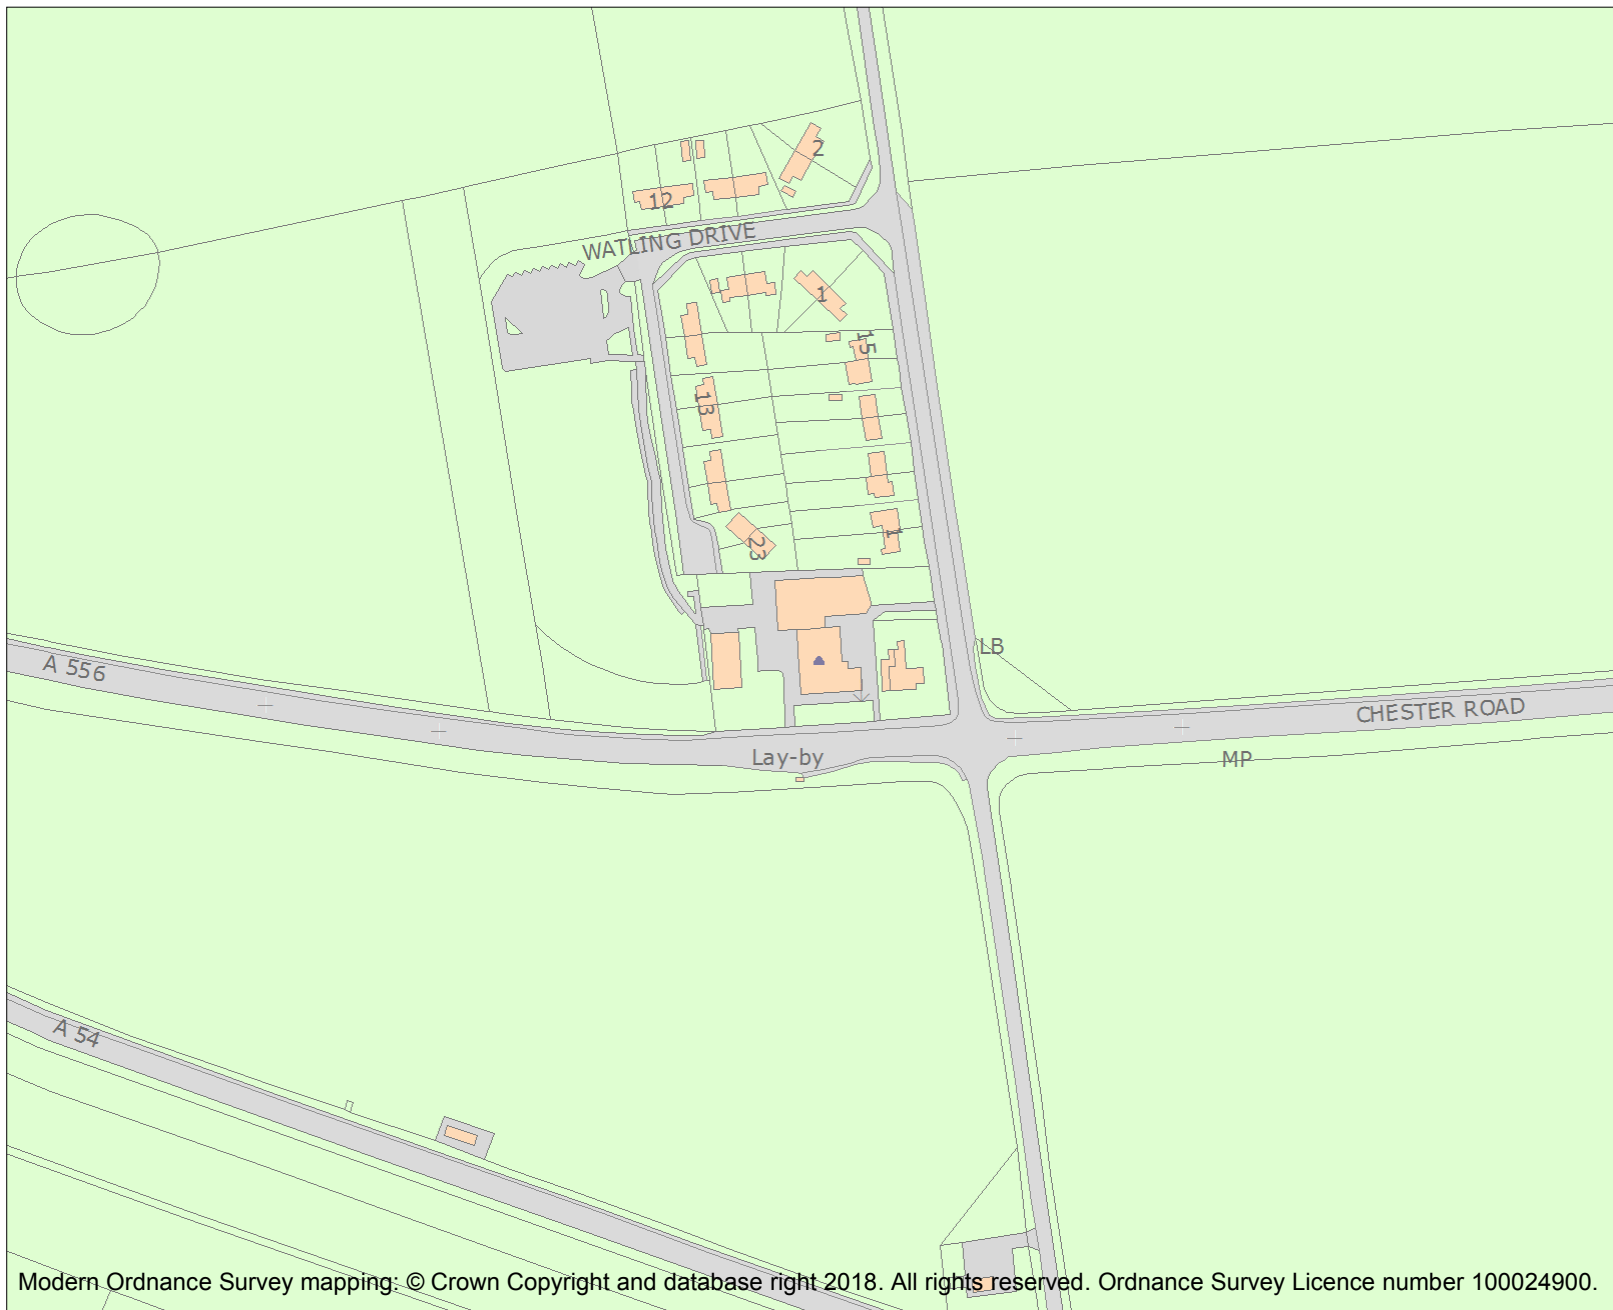 2
12
WATLING DRIVE
1
15
13
1
23
LB
A 556
CHESTER ROAD
Lay-by
MP
A 54
Modern Ordnance Survey mapping: © Crown Copyright and database right 2018. All rights reserved. Ordnance Survey Licence number 100024900.